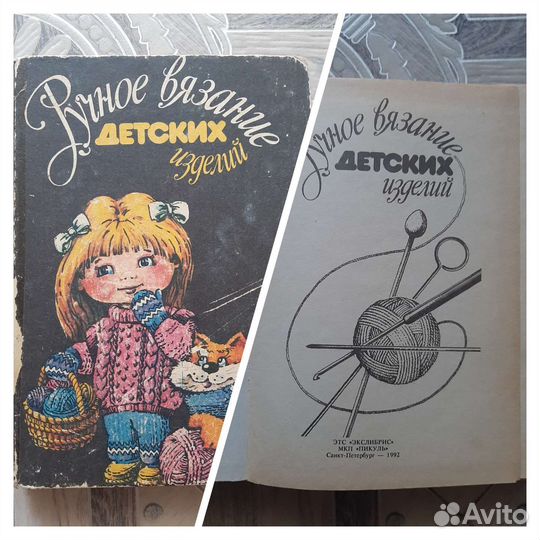 Ручное вязание
ДЕТСКИХ
изделий
Ручное вязание
ДЕТСКИХ
изделий
ЭТС «ЭКСЛИБРИС»
МКП «ПИКУЛЬ»
Санкт-Петербург — 1992
Avito